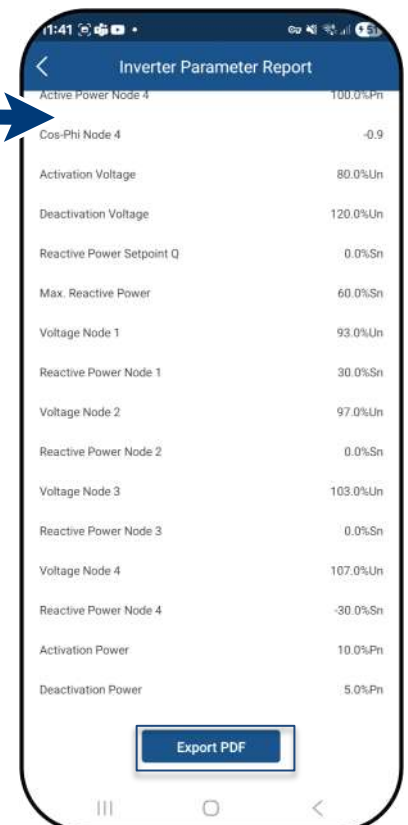 11:41
Inverter Parameter Report
Active Power Node 4 100.0%Pn
Cos-Phi Node 4 -0.9
Activation Voltage 80.0%Un
Deactivation Voltage 120.0%Un
Reactive Power Setpoint Q 0.0%Sn
Max. Reactive Power 60.0%Sn
Voltage Node 1 93.0%Un
Reactive Power Node 1 30.0%Sn
Voltage Node 2 97.0%Un
Reactive Power Node 2 0.0%Sn
Voltage Node 3 103.0%Un
Reactive Power Node 3 0.0%Sn
Voltage Node 4 107.0%Un
Reactive Power Node 4 -30.0%Sn
Activation Power 10.0%Pn
Deactivation Power 5.0%Pn
Export PDF